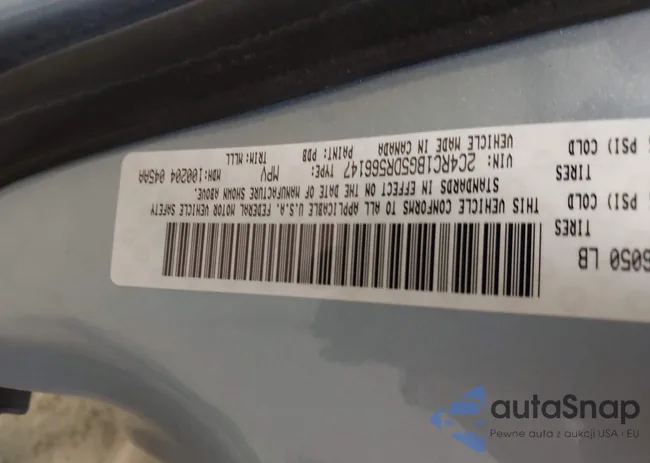 6050 LB
TIRES
PSI) COLD
TIRES
PSI) COLD
THIS VEHICLE CONFORMS TO ALL APPLICABLE U.S.A. FEDERAL MOTOR VEHICLE SAFETY
STANDARDS IN EFFECT ON THE DATE OF MANUFACTURE SHOWN ABOVE.
VIN: 2C4RC1BG5DR566147 TYPE: MPV MDH: 100204 045AA
VEHICLE MADE IN CANADA PAINT: PDB TRIM: MLLL
autaSnap
Pewne auta z aukcji USA i EU